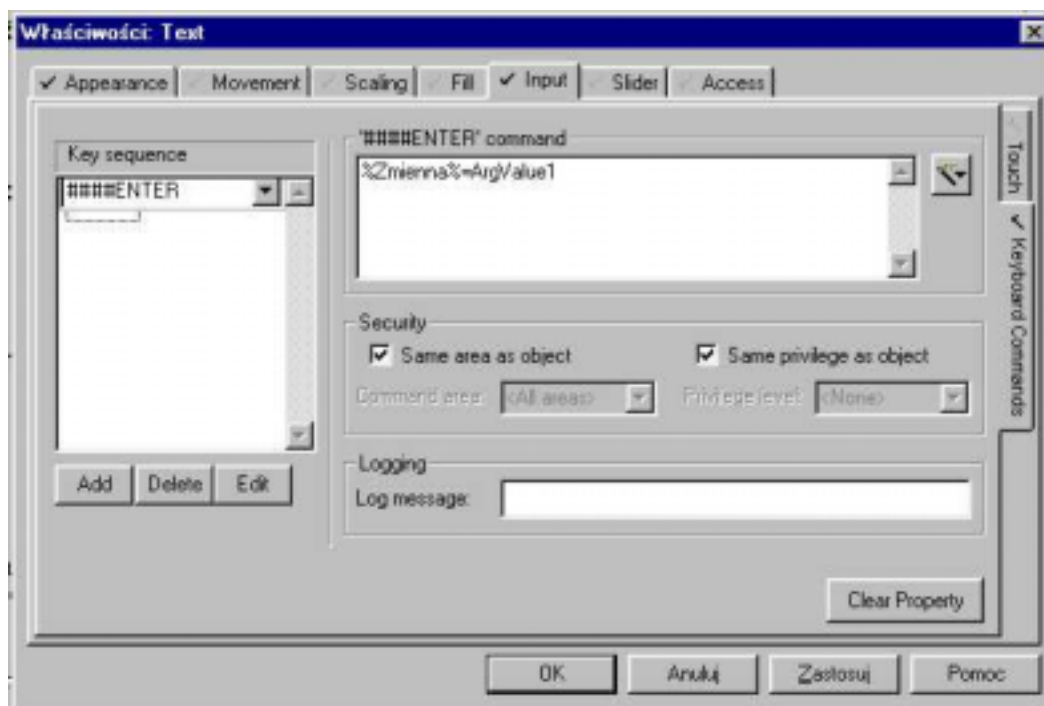 Właściwości: Text
Appearance Movement Scaling Fill Input Slider Access
Key sequence
####ENTER
'####ENTER' command
%Zmienna%=ArgValue1
Touch
Keyboard Commands
Security
Same area as object Same privilege as object
Command area: <All areas> Privilege level: <None>
Add Delete Edit
Logging
Log message:
Clear Property
OK Anuluj Zastosuj Pomoc